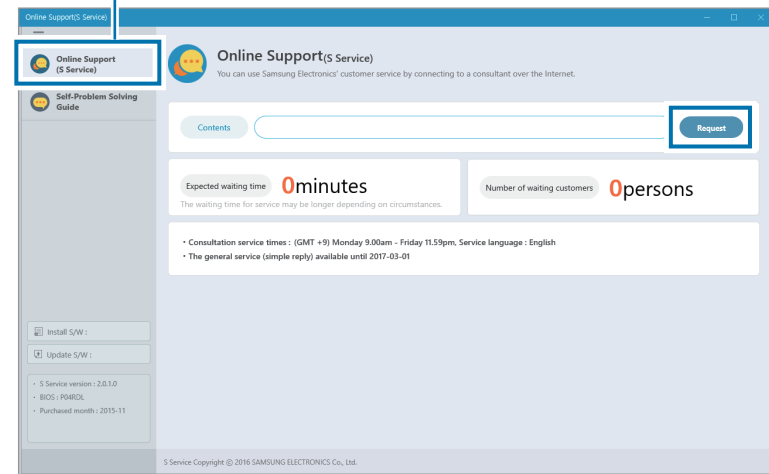 Online Support(S Service)
Online Support
(S Service)
Self-Problem Solving
Guide
Online Support(S Service)
You can use Samsung Electronics' customer service by connecting to a consultant over the Internet.
Contents
Request
Expected waiting time 0minutes
The waiting time for service may be longer depending on circumstances.
Number of waiting customers 0persons
• Consultation service times : (GMT +9) Monday 9.00am - Friday 11.59pm, Service language : English
• The general service (simple reply) available until 2017-03-01
Install S/W :
Update S/W :
• S Service version : 2.0.1.0
• BIOS : P04RDL
• Purchased month : 2015-11
S Service Copyright ⓒ 2016 SAMSUNG ELECTRONICS Co., Ltd.